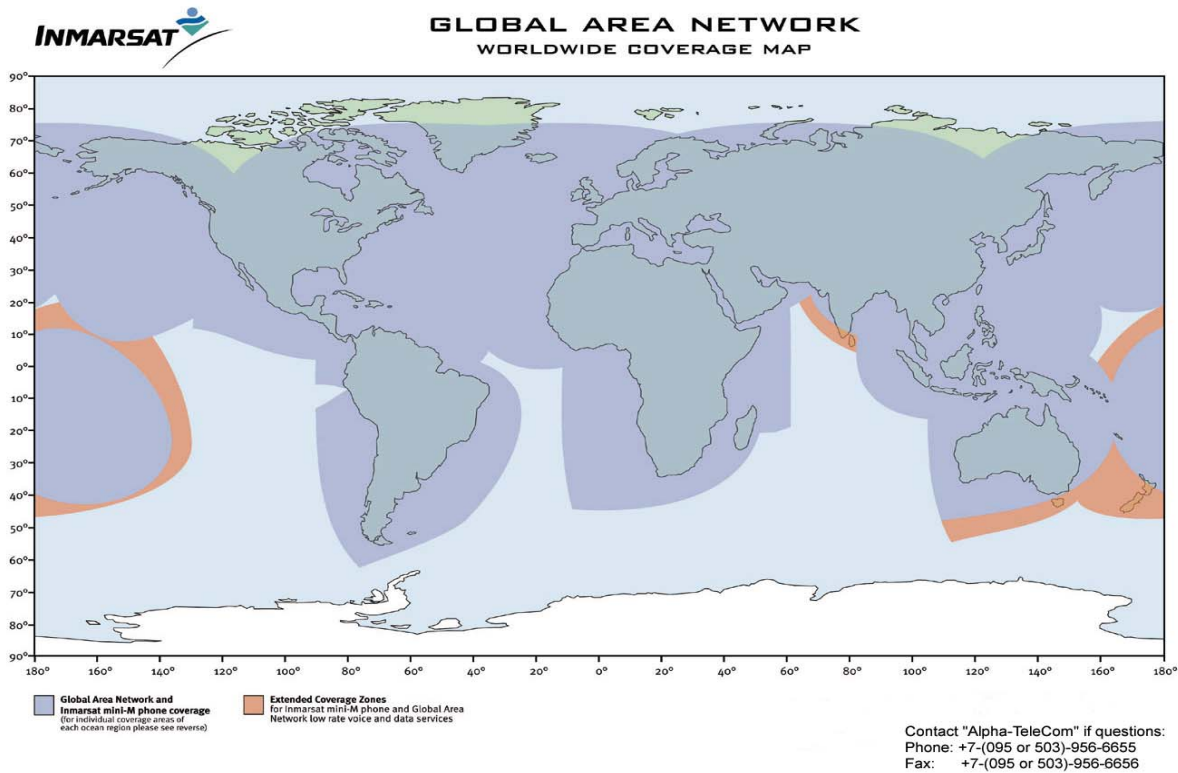 INMARSAT
GLOBAL AREA NETWORK
WORLDWIDE COVERAGE MAP
90°
80°
70°
60°
50°
40°
30°
20°
10°
0°
10°
20°
30°
40°
50°
60°
70°
80°
90°
180° 160° 140° 120° 100° 80° 60° 40° 20° 0° 20° 40° 60° 80° 100° 120° 140° 160° 180°
Global Area Network and
Inmarsat mini-M phone coverage
(for individual coverage areas of
each ocean region please see reverse)
Extended Coverage Zones
for Inmarsat mini-M phone and Global Area
Network low rate voice and data services
Contact "Alpha-TeleCom" if questions:
Phone: +7-(095 or 503)-956-6655
Fax: +7-(095 or 503)-956-6656